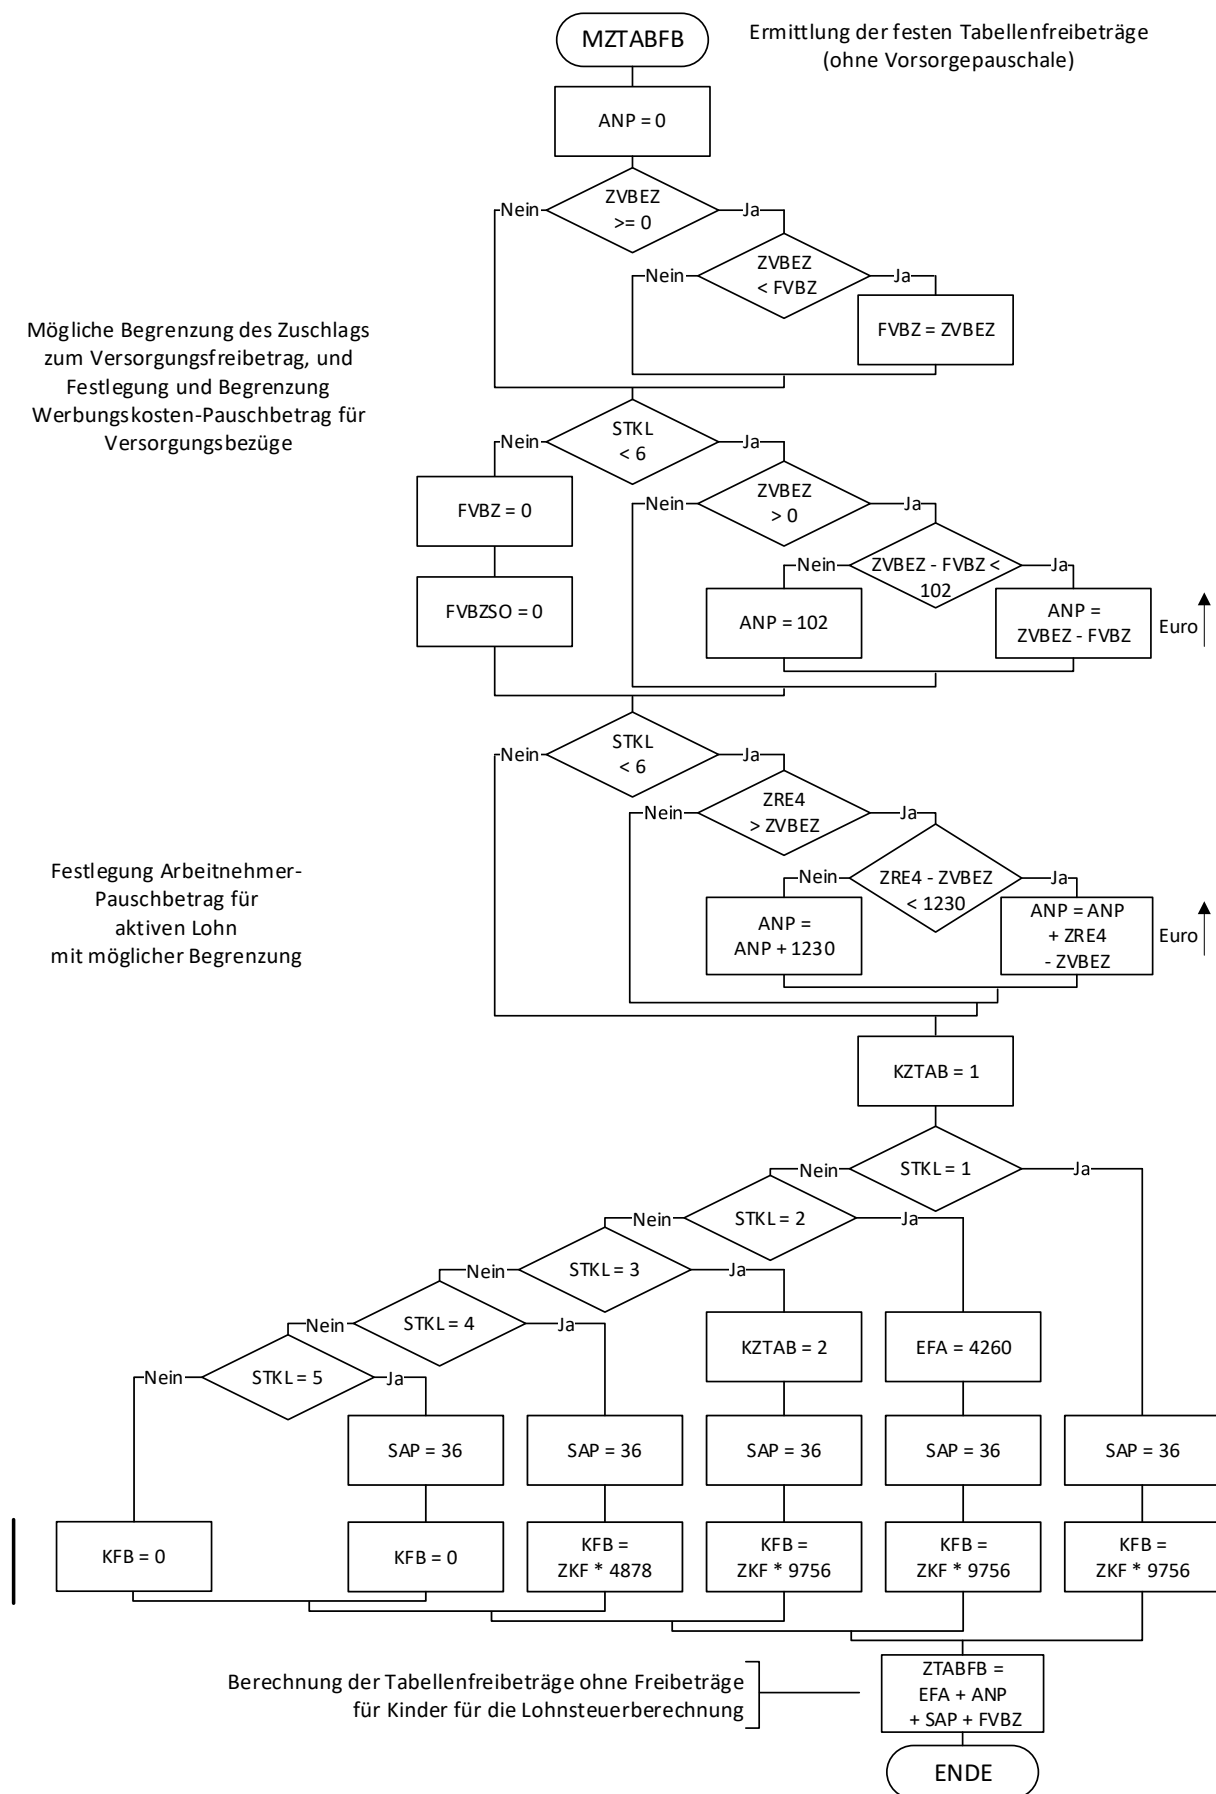 MZTABFB
Ermittlung der festen Tabellenfreibeträge
(ohne Vorsorgepauschale)
ANP = 0
ZVBEZ
>= 0
Nein
Ja
ZVBEZ
< FVBZ
Nein
Ja
FVBZ = ZVBEZ
Mögliche Begrenzung des Zuschlags
zum Versorgungsfreibetrag, und
Festlegung und Begrenzung
Werbungskosten-Pauschbetrag für
Versorgungsbezüge
STKL
< 6
Nein
Ja
FVBZ = 0
ZVBEZ
> 0
Nein
Ja
FVBZSO = 0
ZVBEZ - FVBZ <
102
Nein
Ja
ANP = 102
ANP =
ZVBEZ - FVBZ
Euro
STKL
< 6
Nein
Ja
ZRE4
> ZVBEZ
Nein
Ja
Festlegung Arbeitnehmer-
Pauschbetrag für
aktiven Lohn
mit möglicher Begrenzung
ZRE4 - ZVBEZ
< 1230
Nein
Ja
ANP =
ANP + 1230
ANP = ANP
+ ZRE4
- ZVBEZ
Euro
KZTAB = 1
STKL = 1
Nein
Ja
STKL = 2
Nein
Ja
STKL = 3
Nein
Ja
STKL = 4
Nein
Ja
KZTAB = 2
EFA = 4260
STKL = 5
Nein
Ja
SAP = 36
SAP = 36
SAP = 36
SAP = 36
SAP = 36
KFB = 0
KFB = 0
KFB =
ZKF * 4878
KFB =
ZKF * 9756
KFB =
ZKF * 9756
KFB =
ZKF * 9756
Berechnung der Tabellenfreibeträge ohne Freibeträge
für Kinder für die Lohnsteuerberechnung
ZTABFB =
EFA + ANP
+ SAP + FVBZ
ENDE